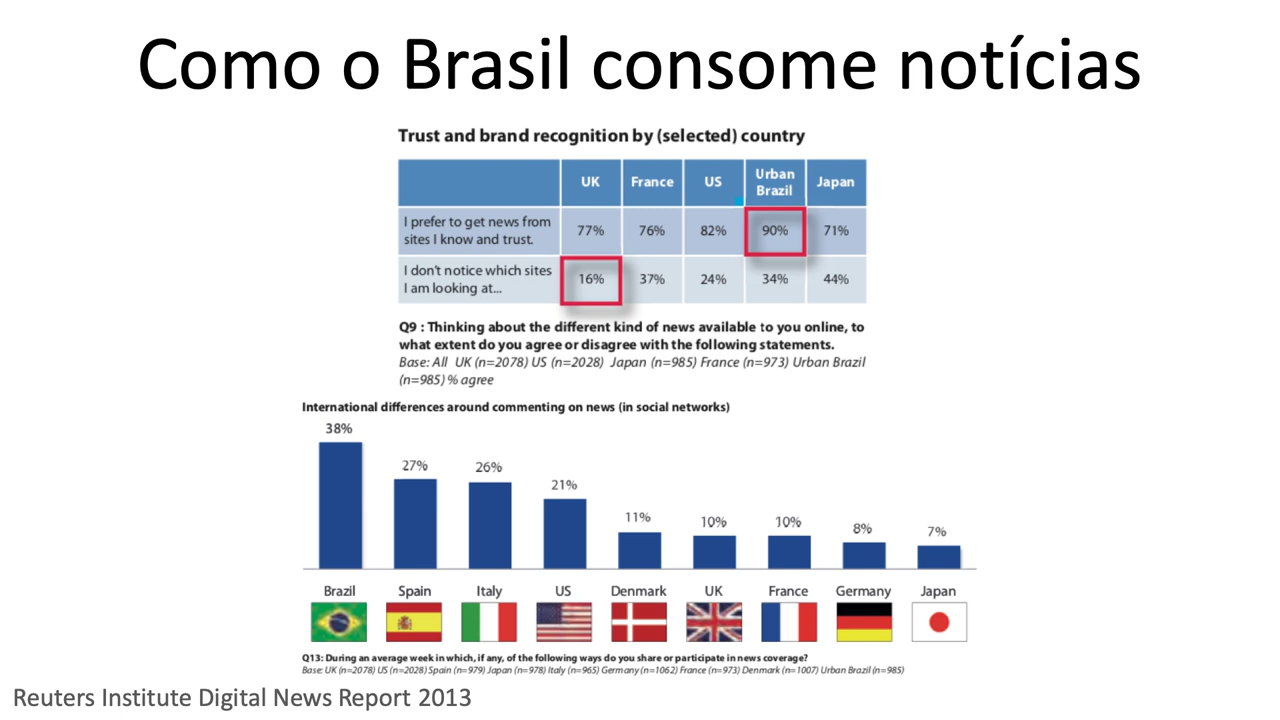 Como o Brasil consome notícias
Trust and brand recognition by (selected) country
UK France US Urban Brazil Japan
I prefer to get news from sites I know and trust. 77% 76% 82% 90% 71%
I don't notice which sites I am looking at... 16% 37% 24% 34% 44%
Q9 : Thinking about the different kind of news available to you online, to
what extent do you agree or disagree with the following statements.
Base: All UK (n=2078) US (n=2028) Japan (n=985) France (n=973) Urban Brazil
(n=985) % agree
International differences around commenting on news (in social networks)
38% 27% 26% 21% 11% 10% 10% 8% 7%
Brazil Spain Italy US Denmark UK France Germany Japan
Q13: During an average week in which, if any, of the following ways do you share or participate in news coverage?
Base: UK (n=2078) US (n=2028) Spain (n=979) Japan (n=978) Italy (n=965) Germany (n=1062) France (n=973) Denmark (n=1007) Urban Brazil (n=985)
Reuters Institute Digital News Report 2013